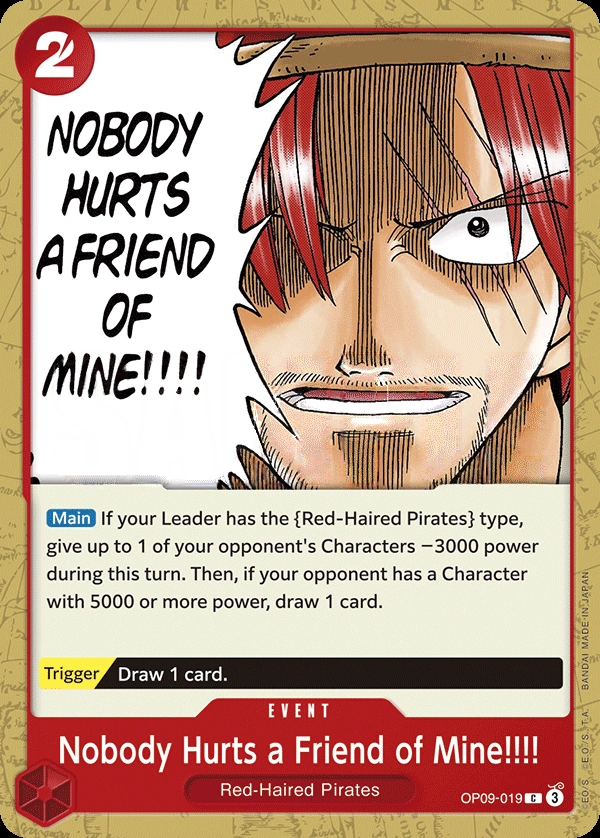 2
NOBODY
HURTS
A FRIEND
OF
MINE!!!!
Main If your Leader has the {Red-Haired Pirates} type,
give up to 1 of your opponent's Characters −3000 power
during this turn. Then, if your opponent has a Character
with 5000 or more power, draw 1 card.
Trigger Draw 1 card.
EVENT
Nobody Hurts a Friend of Mine!!!!
Red-Haired Pirates
OP09-019 C 3
©E.O./S. ©E.O./S.,T.A. BANDAI MADE IN JAPAN